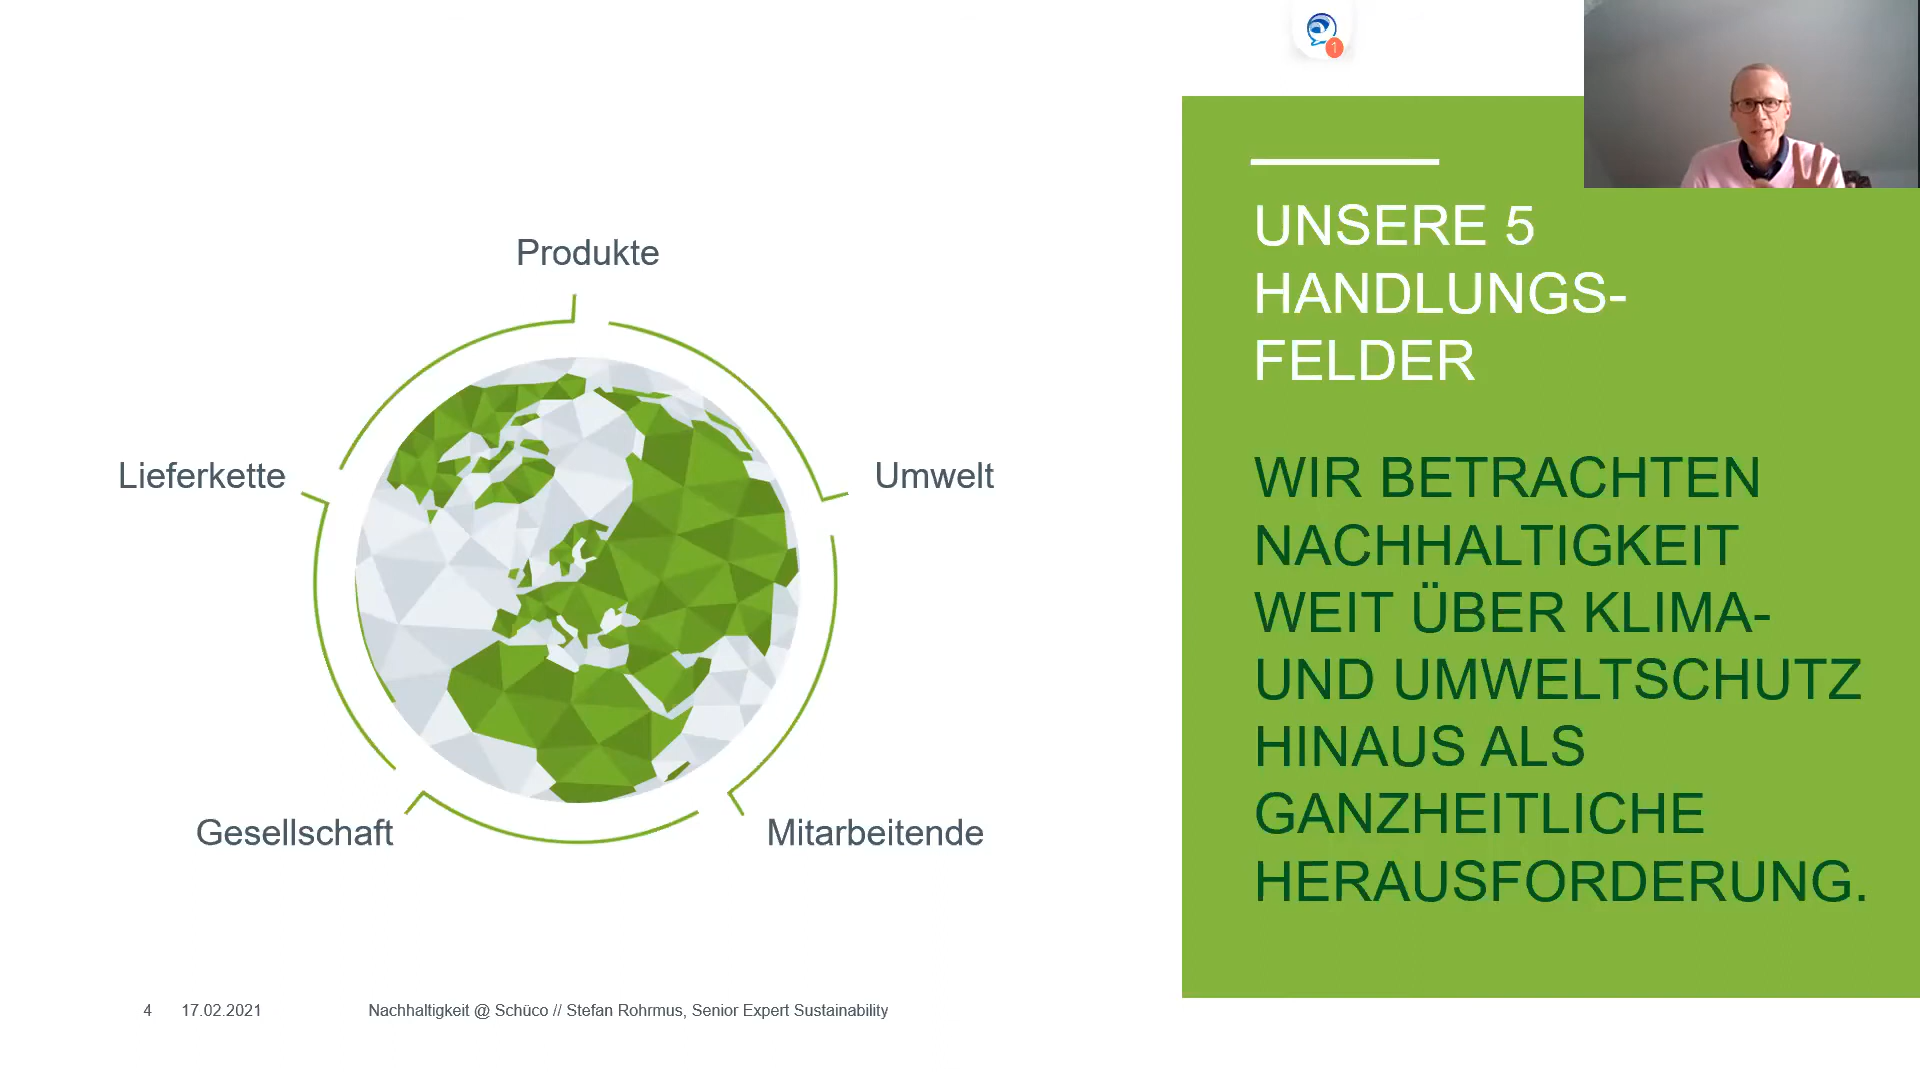 1
UNSERE 5
HANDLUNGS-
FELDER
WIR BETRACHTEN
NACHHALTIGKEIT
WEIT ÜBER KLIMA-
UND UMWELTSCHUTZ
HINAUS ALS
GANZHEITLICHE
HERAUSFORDERUNG.
Produkte
Lieferkette
Umwelt
Gesellschaft
Mitarbeitende
4 17.02.2021 Nachhaltigkeit @ Schüco // Stefan Rohrmus, Senior Expert Sustainability